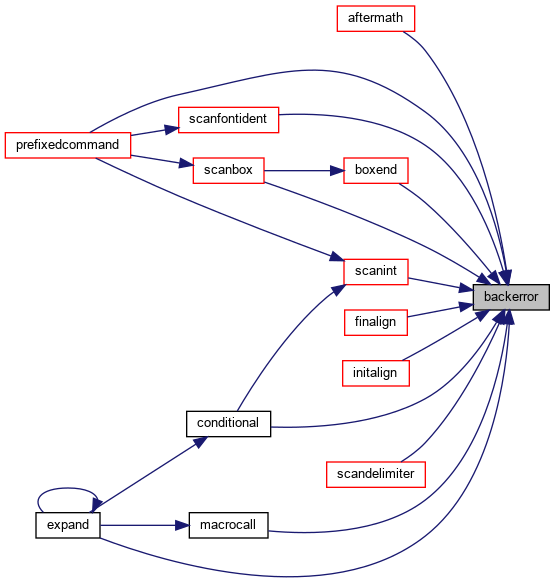 aftermath
scanfontident
prefixedcommand
scanbox
boxend
scanint
backerror
finalign
initalign
conditional
scandelimiter
expand
macrocall